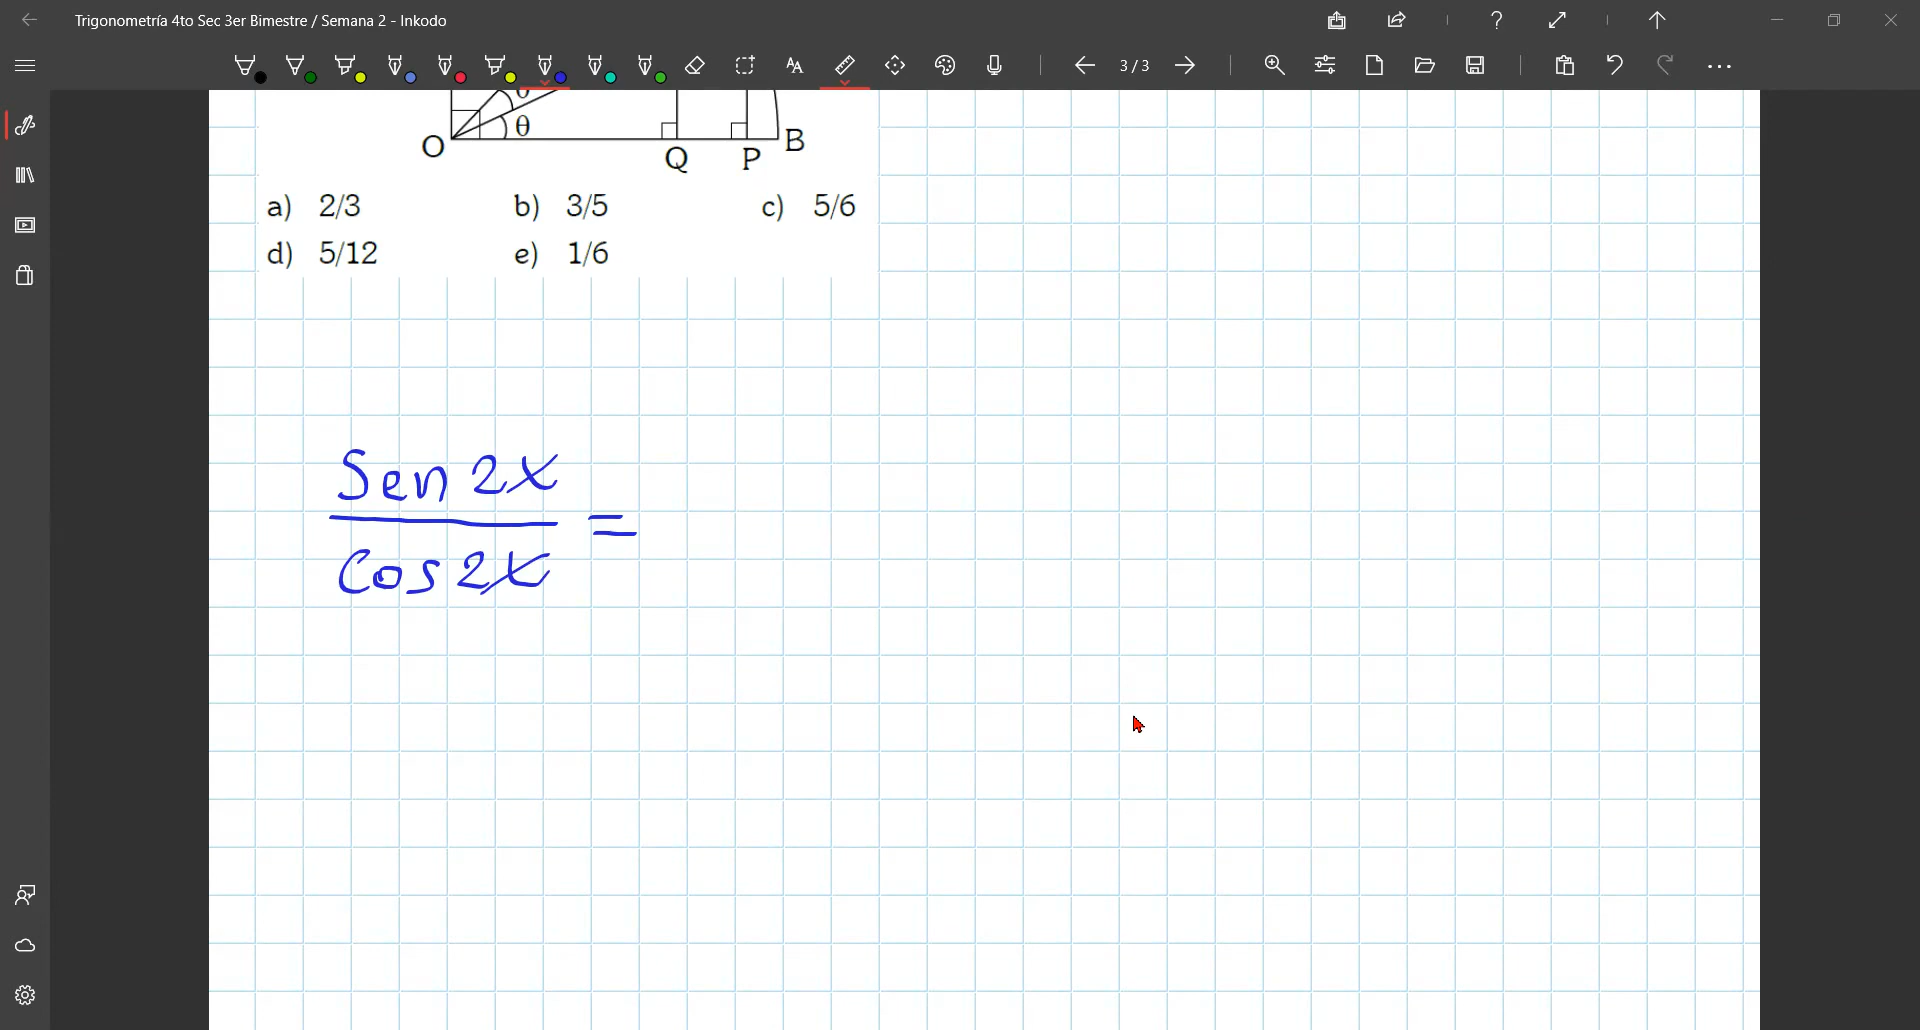 Trigonometría 4to Sec 3er Bimestre / Semana 2 - Inkodo
3 / 3
θ
O
Q
P
B
a) 2/3 b) 3/5 c) 5/6
d) 5/12 e) 1/6
Sen 2x
=
Cos 2x